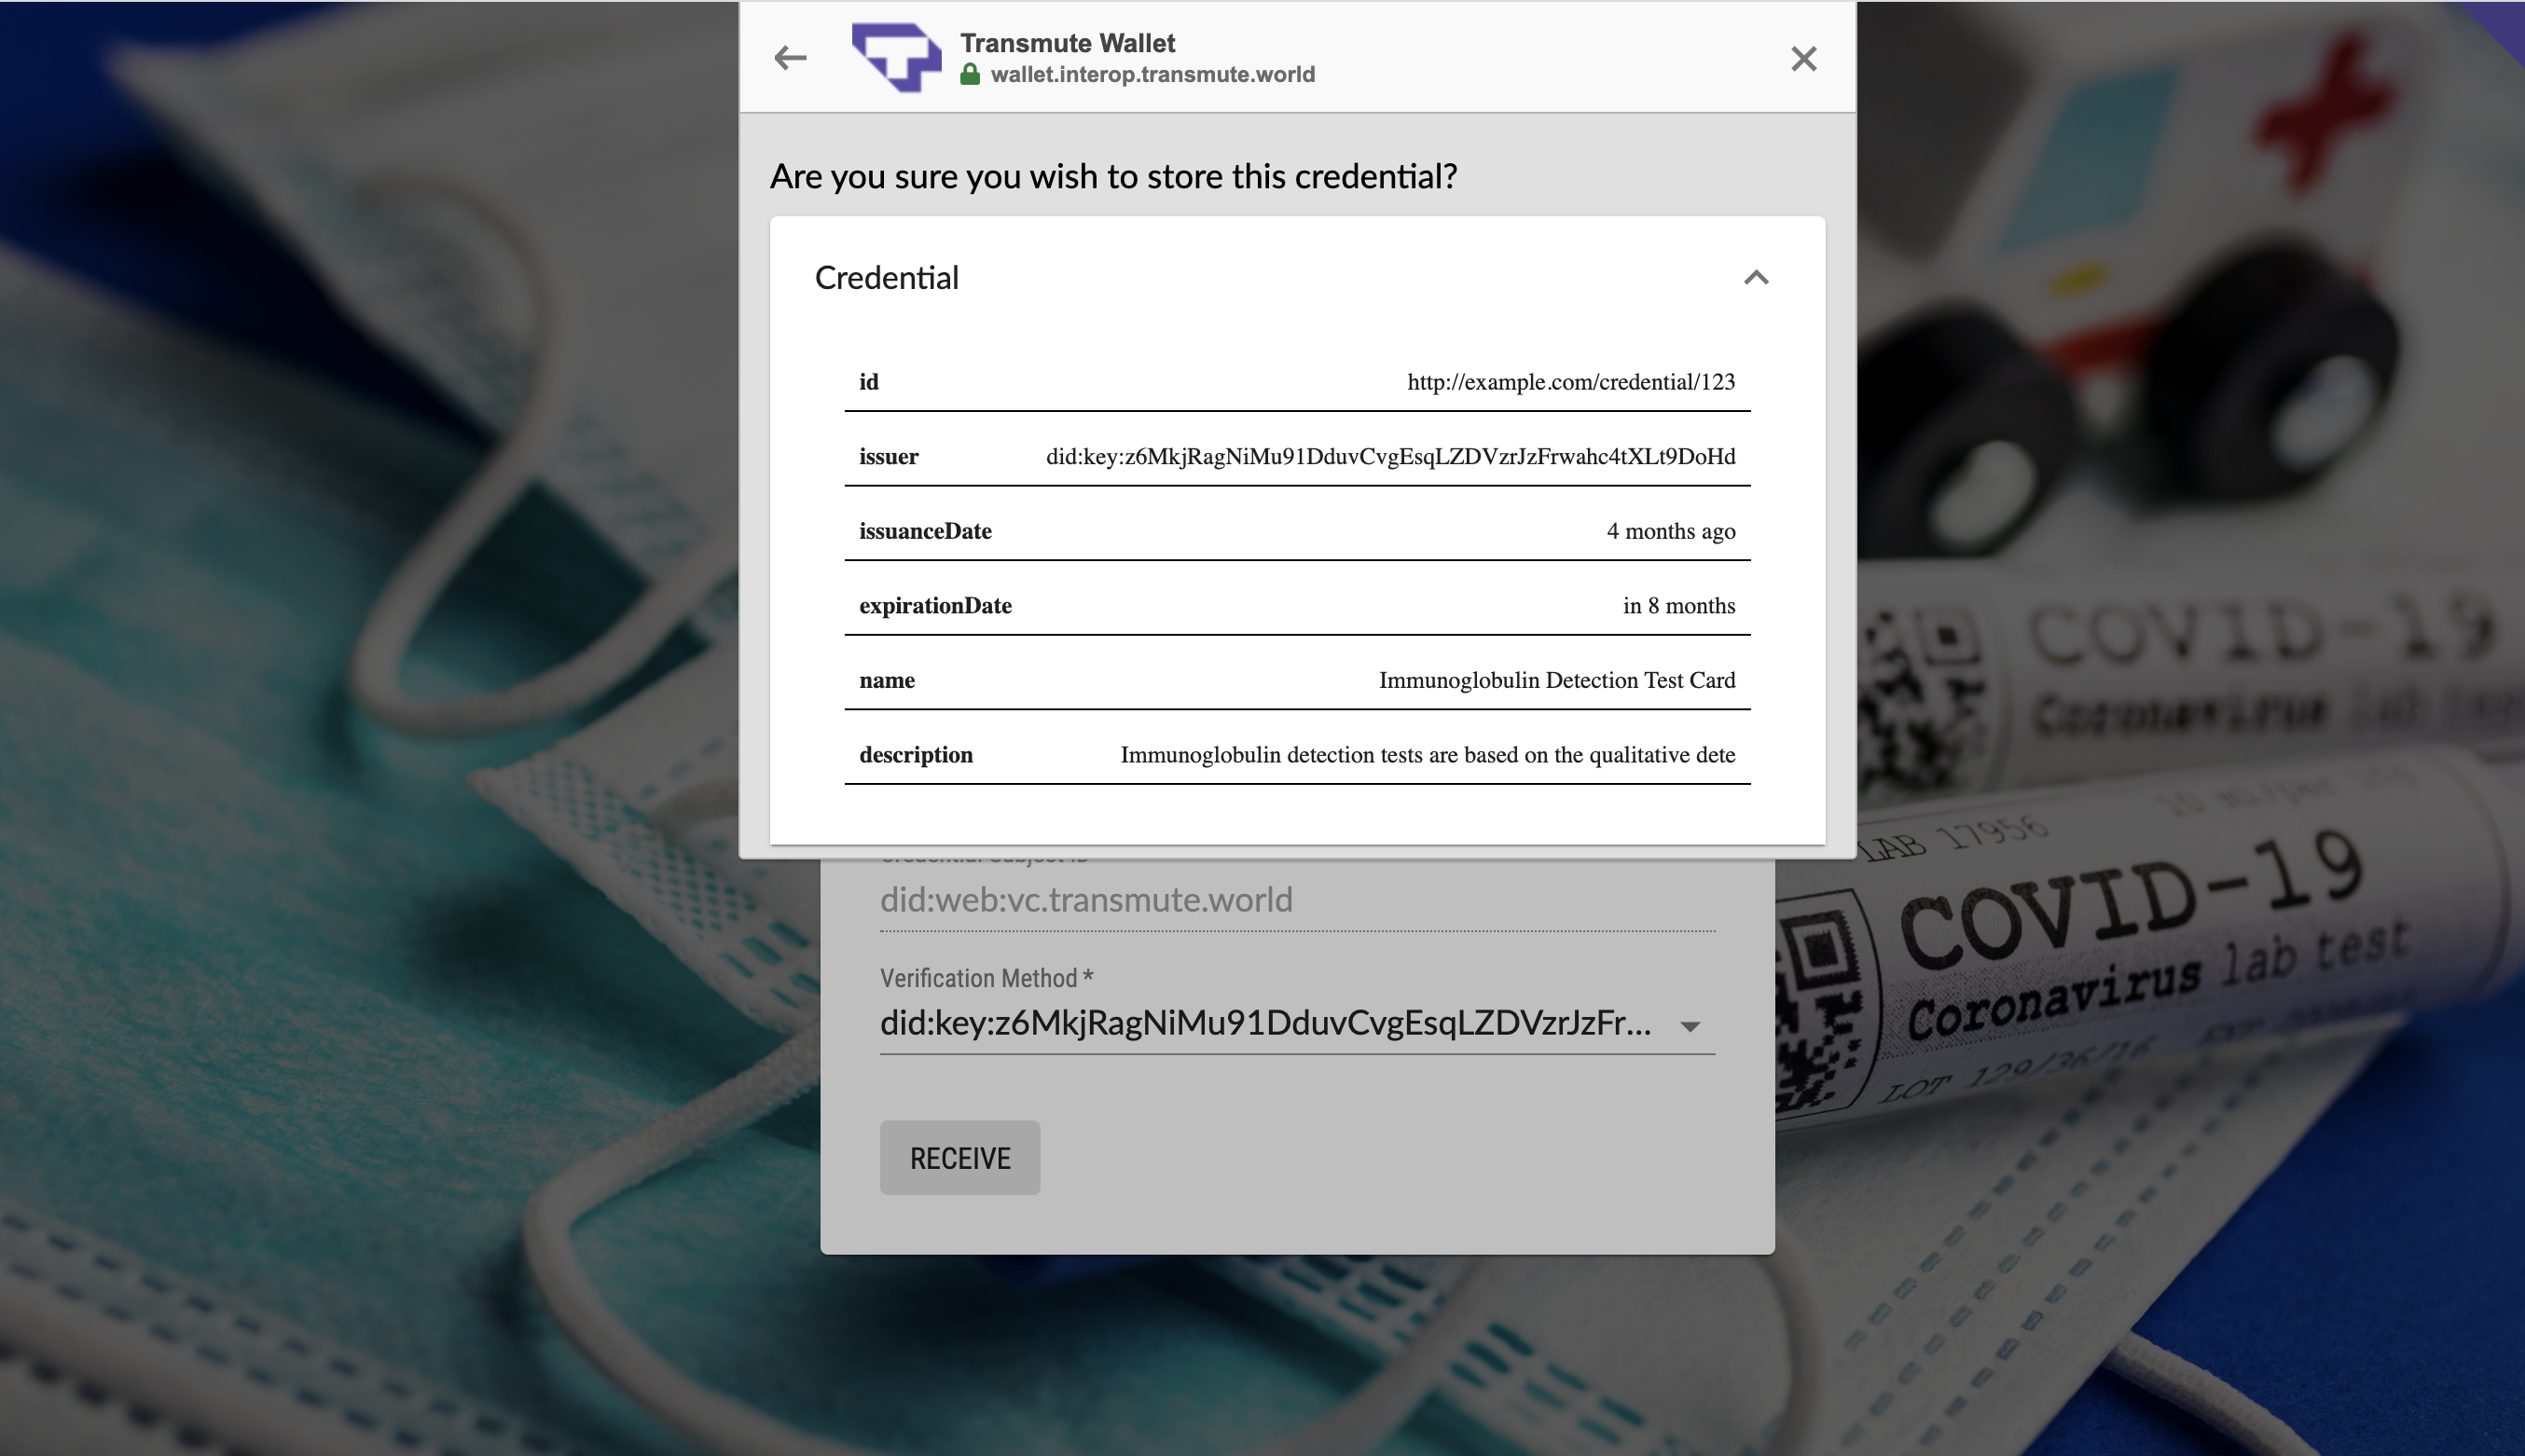 Transmute Wallet
wallet.interop.transmute.world
Are you sure you wish to store this credential?
Credential
id http://example.com/credential/123
issuer did:key:z6MkjRagNiMu91DduvCvgEsqLZDVzrJzFrwahc4tXLt9DoHd
issuanceDate 4 months ago
expirationDate in 8 months
name Immunoglobulin Detection Test Card
description Immunoglobulin detection tests are based on the qualitative dete
did:web:vc.transmute.world
Verification Method *
did:key:z6MkjRagNiMu91DduvCvgEsqLZDVzrJzFr...
RECEIVE
COVID-19
Coronavirus lab test
LAB 17956
COVID-19
Coronavirus lab test
LOT 129/36/16